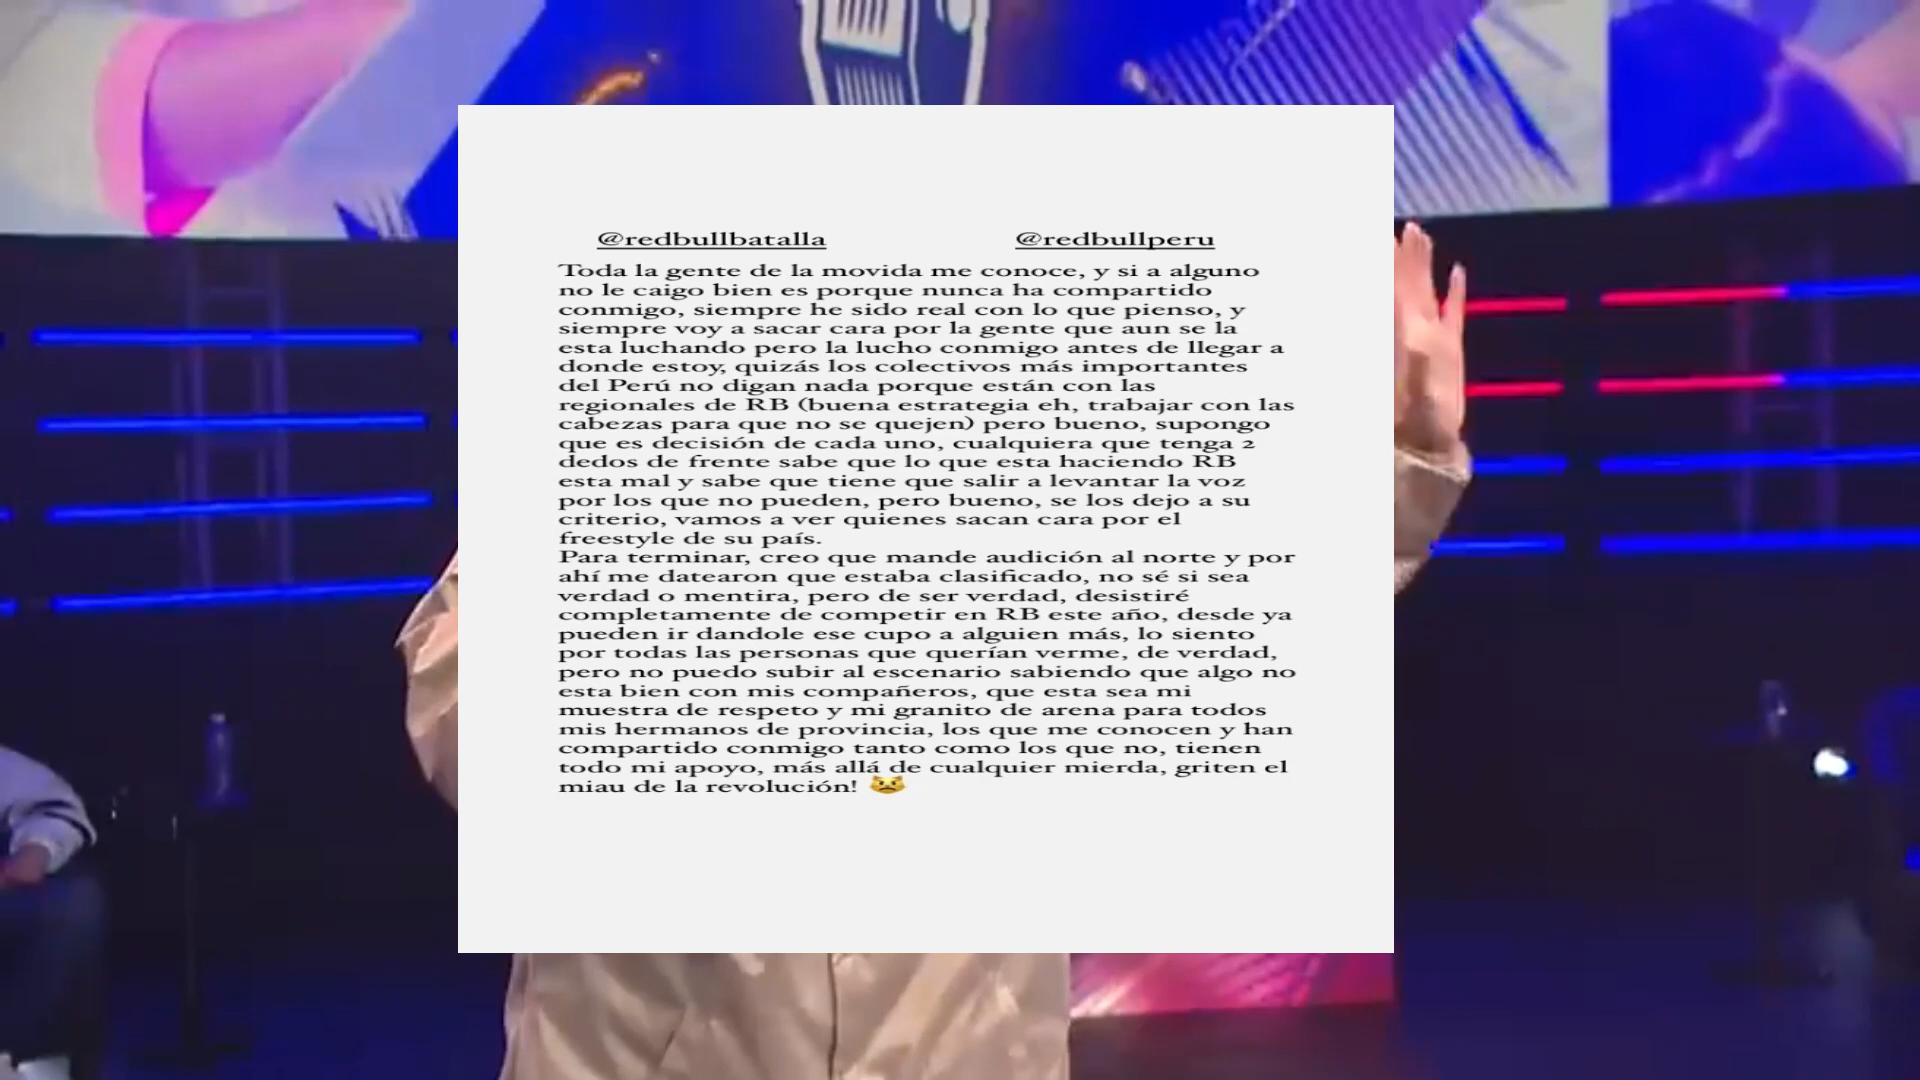 @redbullbatalla @redbullperu
Toda la gente de la movida me conoce, y si a alguno
no le caigo bien es porque nunca ha compartido
conmigo, siempre he sido real con lo que pienso, y
siempre voy a sacar cara por la gente que aun se la
esta luchando pero la lucho conmigo antes de llegar a
donde estoy, quizás los colectivos más importantes
del Perú no digan nada porque están con las
regionales de RB (buena estrategia eh, trabajar con las
cabezas para que no se quejen) pero bueno, supongo
que es decisión de cada uno, cualquiera que tenga 2
dedos de frente sabe que lo que esta haciendo RB
esta mal y sabe que tiene que salir a levantar la voz
por los que no pueden, pero bueno, se los dejo a su
criterio, vamos a ver quienes sacan cara por el
freestyle de su país.
Para terminar, creo que mande audición al norte y por
ahí me datearon que estaba clasificado, no sé si sea
verdad o mentira, pero de ser verdad, desistiré
completamente de competir en RB este año, desde ya
pueden ir dandole ese cupo a alguien más, lo siento
por todas las personas que querían verme, de verdad,
pero no puedo subir al escenario sabiendo que algo no
esta bien con mis compañeros, que esta sea mi
muestra de respeto y mi granito de arena para todos
mis hermanos de provincia, los que me conocen y han
compartido conmigo tanto como los que no, tienen
todo mi apoyo, más allá de cualquier mierda, griten el
miau de la revolución! 😾